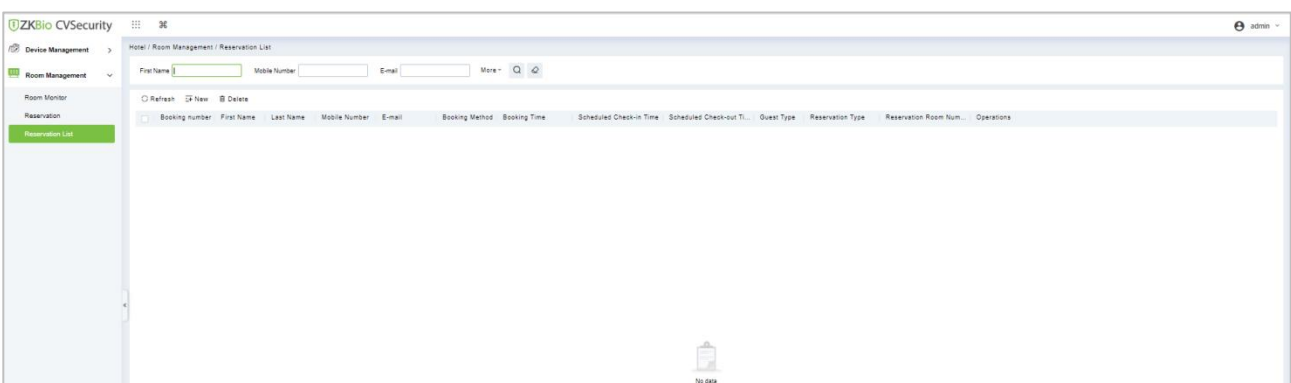 ZKBio CVSecurity
admin
Device Management
Hotel / Room Management / Reservation List
Room Management
First Name
Mobile Number
E-mail
More
Room Monitor
Refresh New Delete
Reservation
Booking number First Name Last Name Mobile Number E-mail Booking Method Booking Time Scheduled Check-in Time Scheduled Check-out Ti... Guest Type Reservation Type Reservation Room Num... Operations
Reservation List
No data